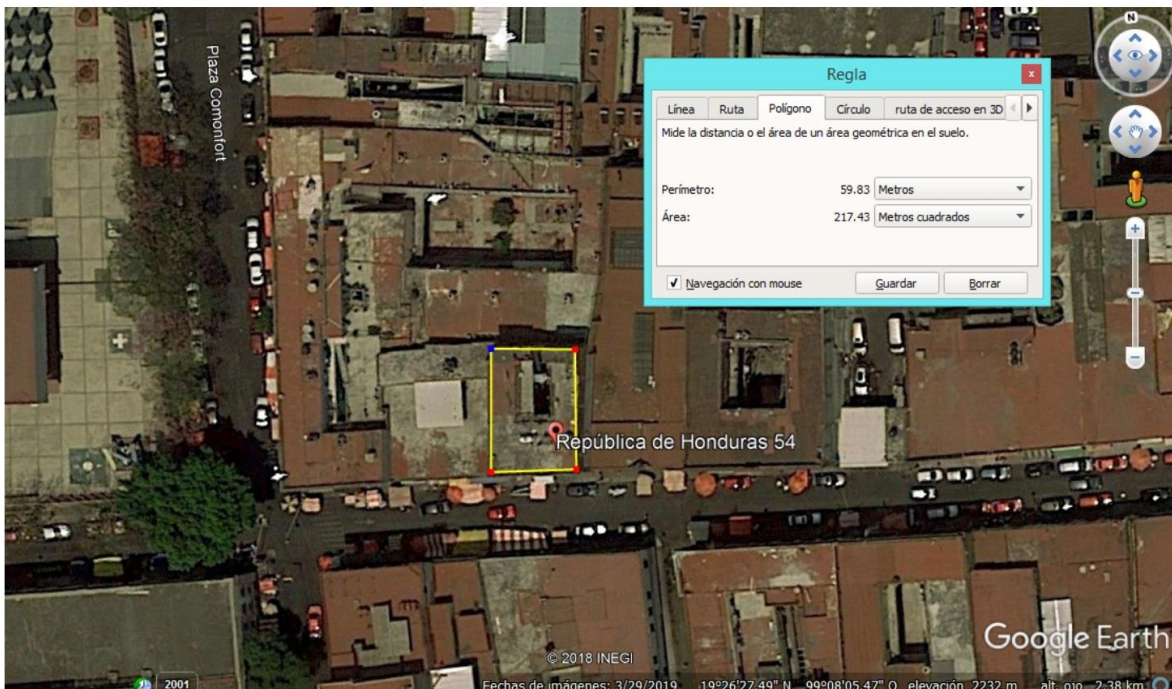 N
Plaza Comonfort
Regla
x
Línea
Ruta
Polígono
Círculo
ruta de acceso en 3D
Mide la distancia o el área de un área geométrica en el suelo.
Perímetro:
59.83
Metros
Área:
217.43
Metros cuadrados
Navegación con mouse
Guardar
Borrar
República de Honduras 54
Google Earth
© 2018 INEGI
2001
Fechas de imágenes: 3/29/2019 19°26'27.49" N 99°08'05.47" O elevación 2232 m alt. ojo 2.38 km